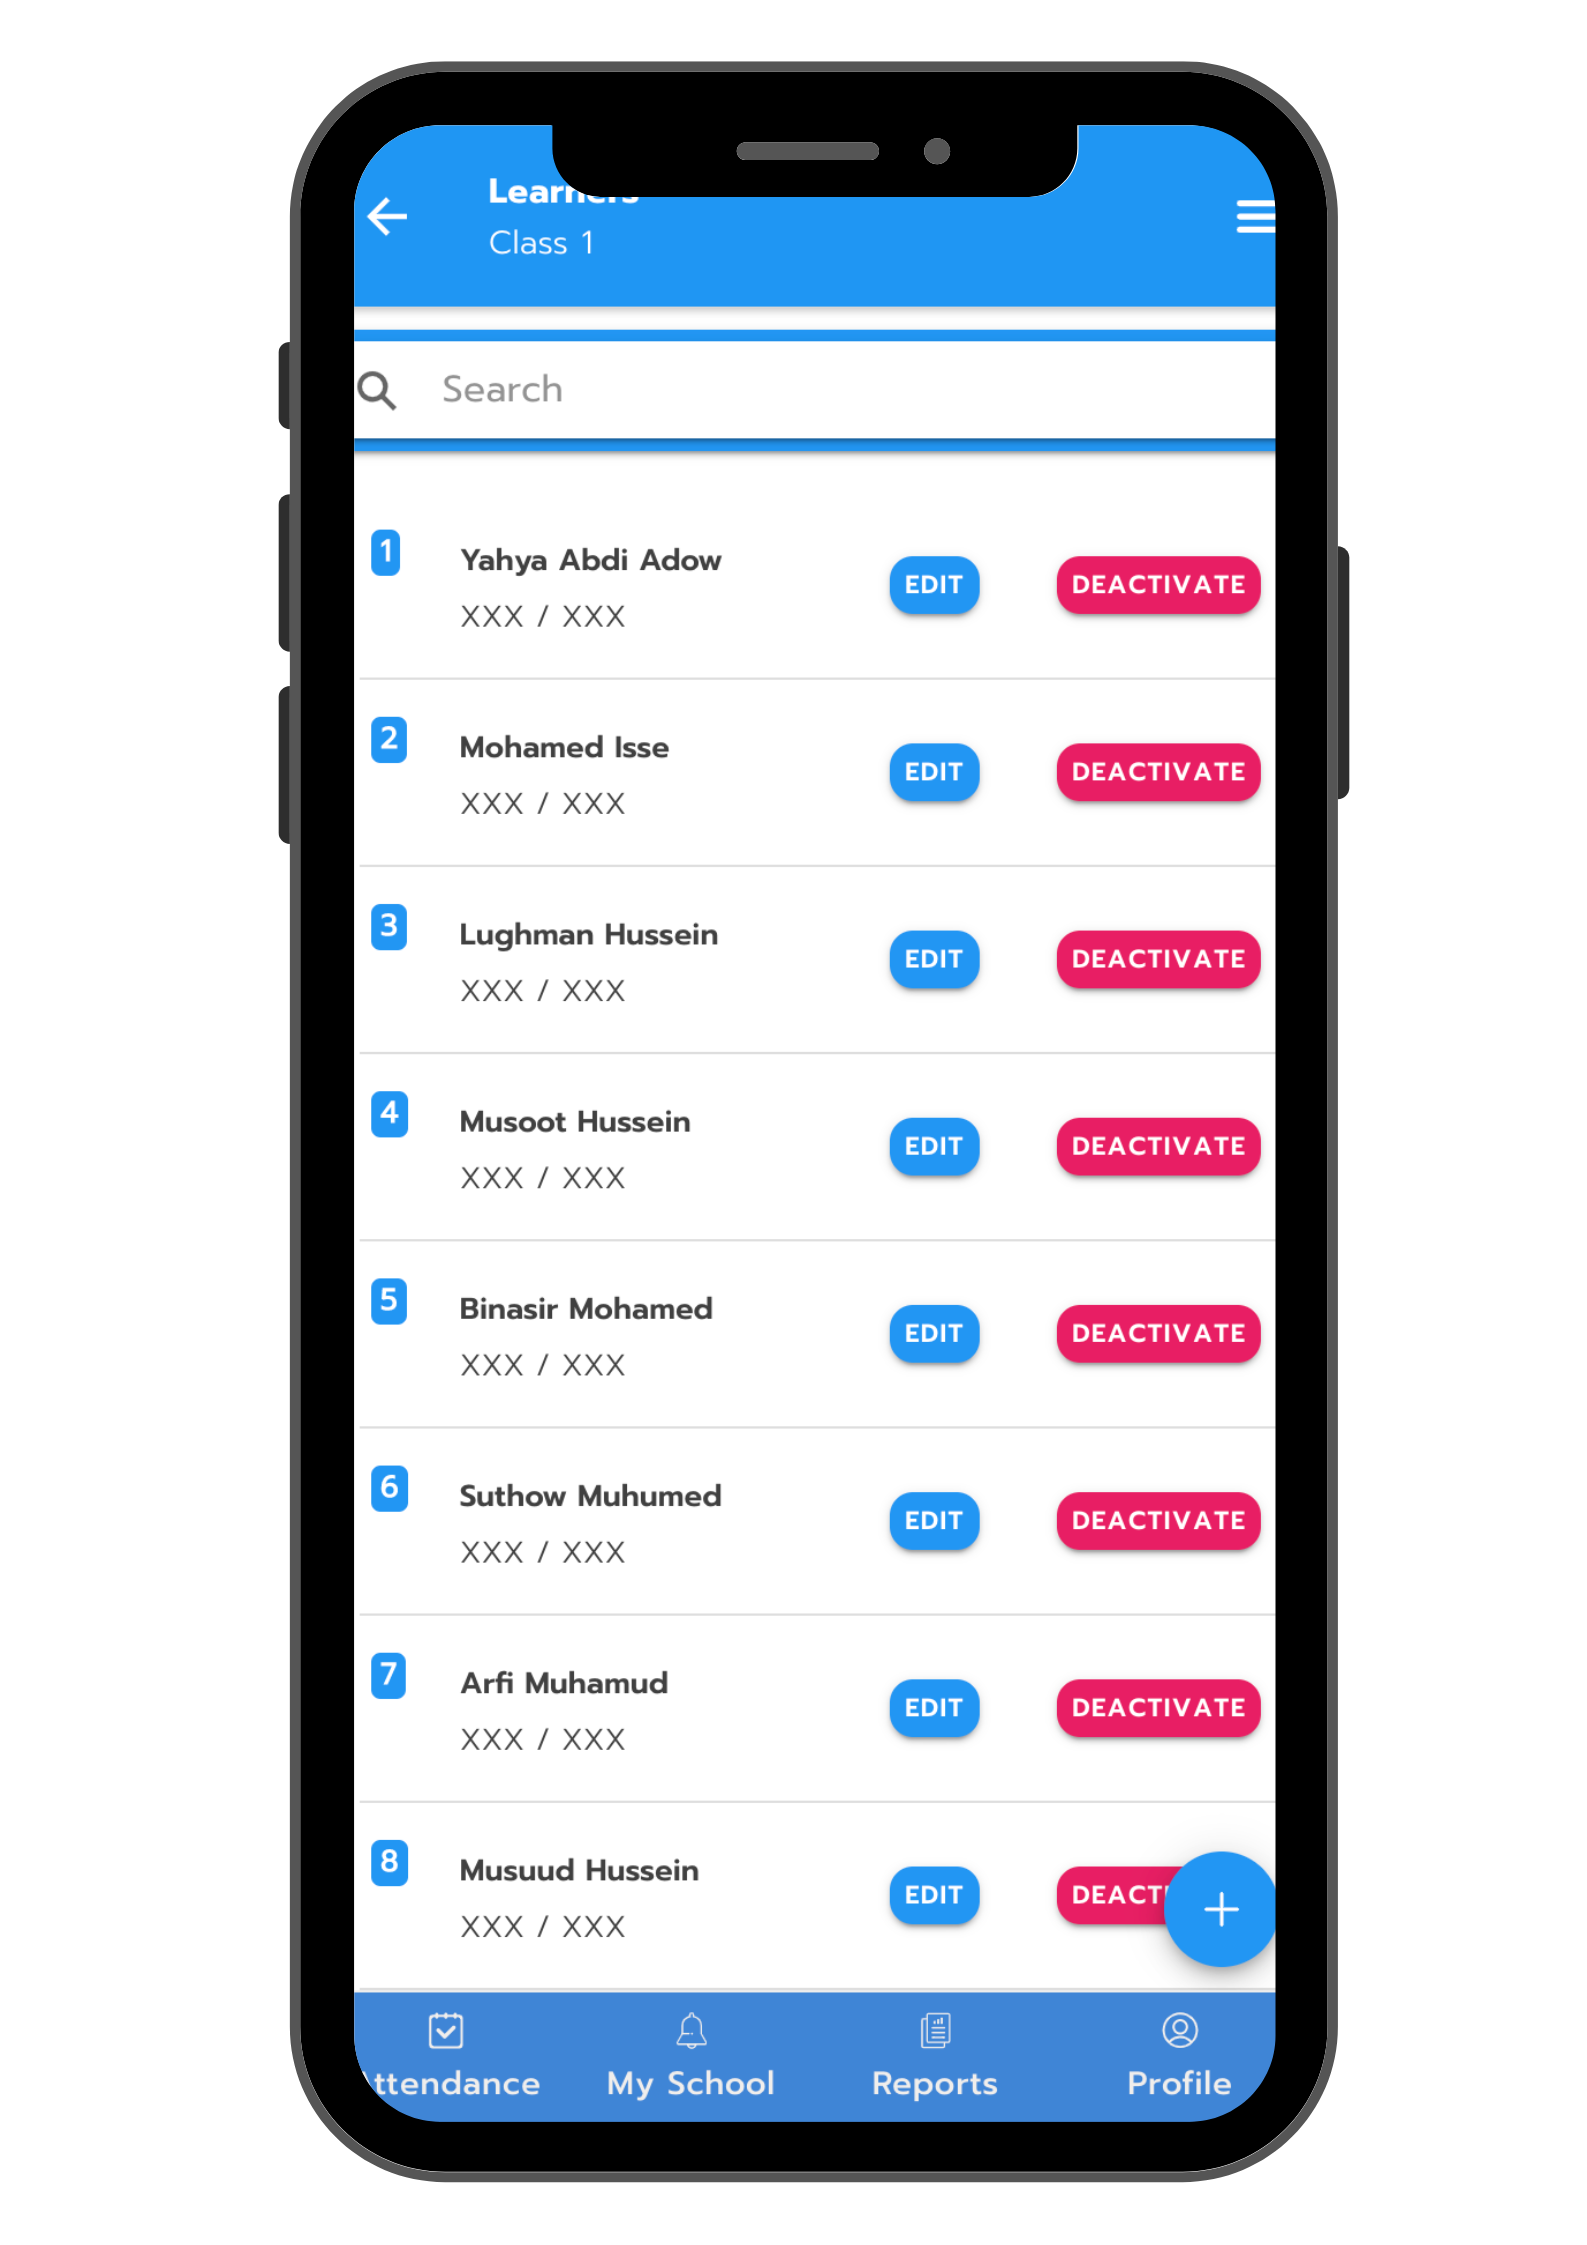 Learners
Class 1
Search
1
Yahya Abdi Adow
XXX / XXX
EDIT
DEACTIVATE
2
Mohamed Isse
XXX / XXX
EDIT
DEACTIVATE
3
Lughman Hussein
XXX / XXX
EDIT
DEACTIVATE
4
Musoot Hussein
XXX / XXX
EDIT
DEACTIVATE
5
Binasir Mohamed
XXX / XXX
EDIT
DEACTIVATE
6
Suthow Muhumed
XXX / XXX
EDIT
DEACTIVATE
7
Arfi Muhamud
XXX / XXX
EDIT
DEACTIVATE
8
Musuud Hussein
XXX / XXX
EDIT
DEACT
+
ttendance
My School
Reports
Profile